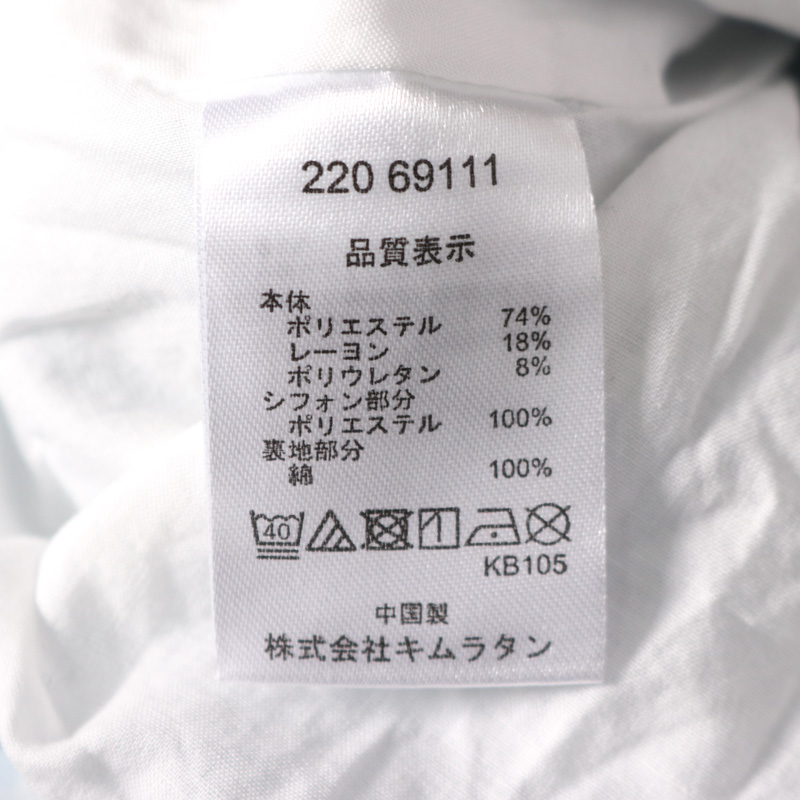 220 69111
品質表示
本体
ポリエステル 74%
レーヨン 18%
ポリウレタン 8%
シフォン部分
ポリエステル 100%
裏地部分
綿 100%
40
KB105
中国製
株式会社キムラタン